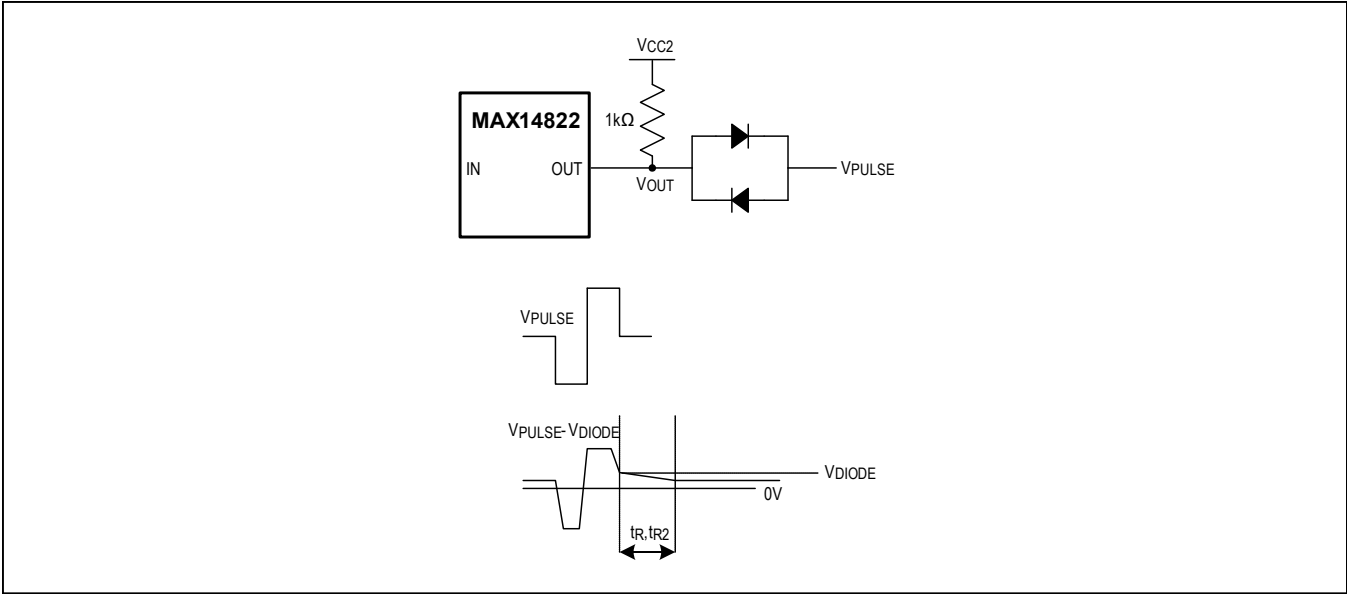 VCC2
MAX14822
1kΩ
IN
OUT
VOUT
VPULSE
VPULSE
VPULSE-VDIODE
VDIODE
0V
tR,tR2